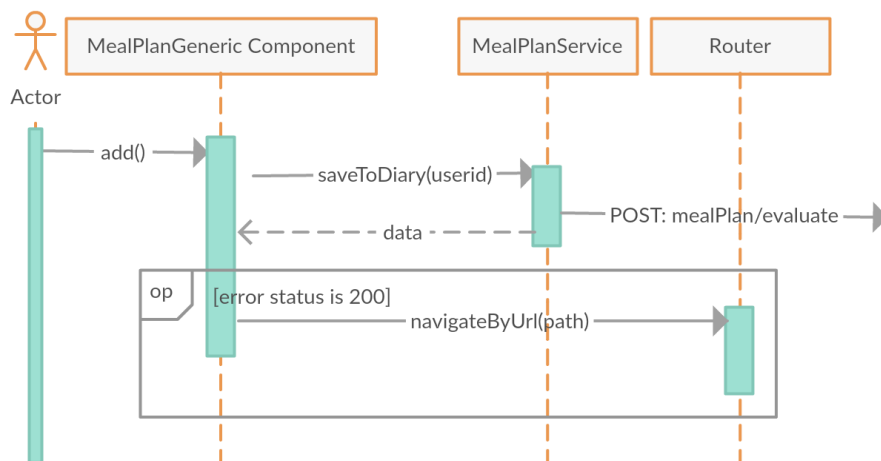 MealPlanGeneric Component
MealPlanService
Router
Actor
add()
saveToDiary(userid)
POST: mealPlan/evaluate
data
op
[error status is 200]
navigateByUrl(path)